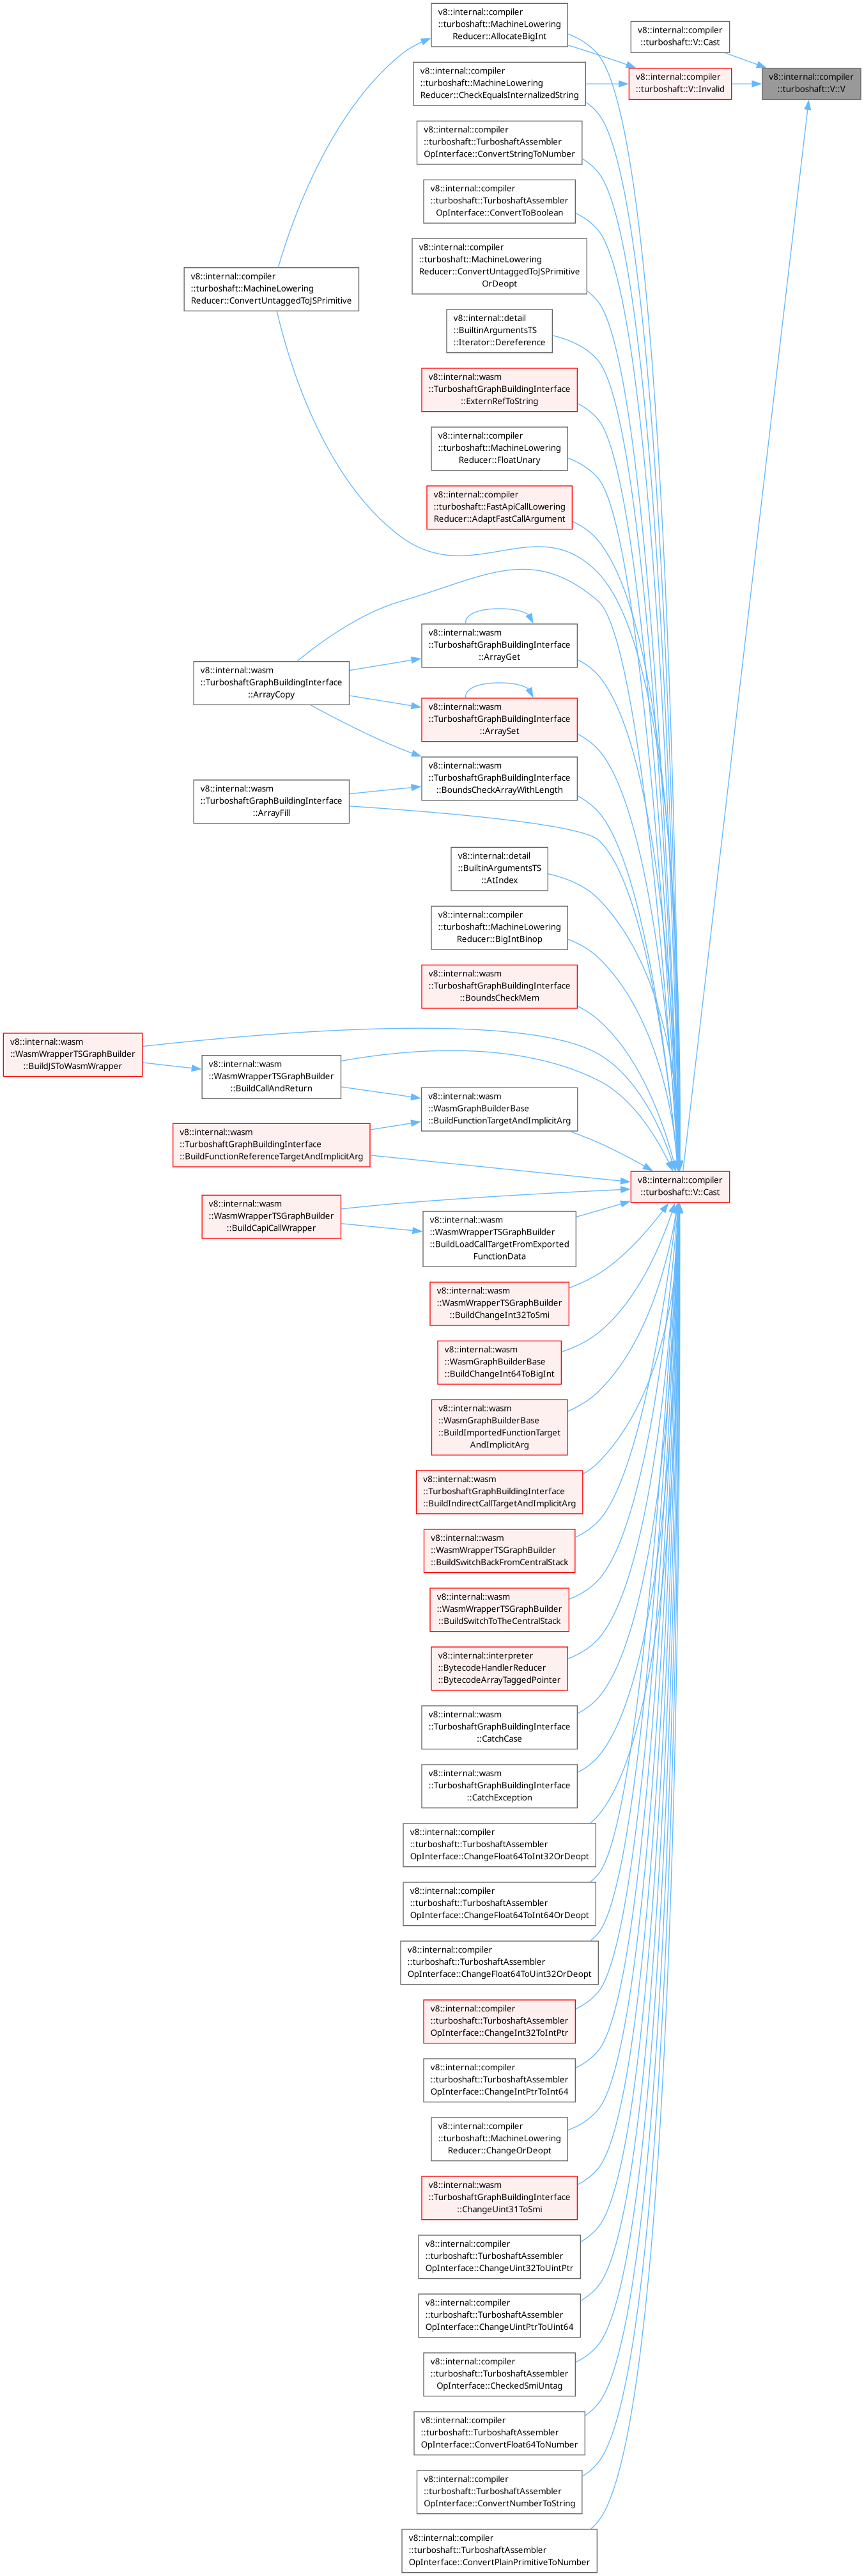 v8::internal::compiler
::turboshaft::MachineLowering
Reducer::AllocateBigInt
v8::internal::compiler
::turboshaft::V::Cast
v8::internal::compiler
::turboshaft::MachineLowering
Reducer::CheckEqualsInternalizedString
v8::internal::compiler
::turboshaft::V::Invalid
v8::internal::compiler
::turboshaft::V::V
v8::internal::compiler
::turboshaft::TurboshaftAssembler
OpInterface::ConvertStringToNumber
v8::internal::compiler
::turboshaft::TurboshaftAssembler
OpInterface::ConvertToBoolean
v8::internal::compiler
::turboshaft::MachineLowering
Reducer::ConvertUntaggedToJSPrimitive
OrDeopt
v8::internal::compiler
::turboshaft::MachineLowering
Reducer::ConvertUntaggedToJSPrimitive
v8::internal::detail
::BuiltinArgumentsTS
::Iterator::Dereference
v8::internal::wasm
::TurboshaftGraphBuildingInterface
::ExternRefToString
v8::internal::compiler
::turboshaft::MachineLowering
Reducer::FloatUnary
v8::internal::compiler
::turboshaft::FastApiCallLowering
Reducer::AdaptFastCallArgument
v8::internal::wasm
::TurboshaftGraphBuildingInterface
::ArrayGet
v8::internal::wasm
::TurboshaftGraphBuildingInterface
::ArrayCopy
v8::internal::wasm
::TurboshaftGraphBuildingInterface
::ArraySet
v8::internal::wasm
::TurboshaftGraphBuildingInterface
::BoundsCheckArrayWithLength
v8::internal::wasm
::TurboshaftGraphBuildingInterface
::ArrayFill
v8::internal::detail
::BuiltinArgumentsTS
::AtIndex
v8::internal::compiler
::turboshaft::MachineLowering
Reducer::BigIntBinop
v8::internal::wasm
::TurboshaftGraphBuildingInterface
::BoundsCheckMem
v8::internal::wasm
::WasmWrapperTSGraphBuilder
::BuildJSToWasmWrapper
v8::internal::wasm
::WasmWrapperTSGraphBuilder
::BuildCallAndReturn
v8::internal::wasm
::WasmGraphBuilderBase
::BuildFunctionTargetAndImplicitArg
v8::internal::wasm
::TurboshaftGraphBuildingInterface
::BuildFunctionReferenceTargetAndImplicitArg
v8::internal::compiler
::turboshaft::V::Cast
v8::internal::wasm
::WasmWrapperTSGraphBuilder
::BuildCapiCallWrapper
v8::internal::wasm
::WasmWrapperTSGraphBuilder
::BuildLoadCallTargetFromExported
FunctionData
v8::internal::wasm
::WasmWrapperTSGraphBuilder
::BuildChangeInt32ToSmi
v8::internal::wasm
::WasmGraphBuilderBase
::BuildChangeInt64ToBigInt
v8::internal::wasm
::WasmGraphBuilderBase
::BuildImportedFunctionTarget
AndImplicitArg
v8::internal::wasm
::TurboshaftGraphBuildingInterface
::BuildIndirectCallTargetAndImplicitArg
v8::internal::wasm
::WasmWrapperTSGraphBuilder
::BuildSwitchBackFromCentralStack
v8::internal::wasm
::WasmWrapperTSGraphBuilder
::BuildSwitchToTheCentralStack
v8::internal::interpreter
::BytecodeHandlerReducer
::BytecodeArrayTaggedPointer
v8::internal::wasm
::TurboshaftGraphBuildingInterface
::CatchCase
v8::internal::wasm
::TurboshaftGraphBuildingInterface
::CatchException
v8::internal::compiler
::turboshaft::TurboshaftAssembler
OpInterface::ChangeFloat64ToInt32OrDeopt
v8::internal::compiler
::turboshaft::TurboshaftAssembler
OpInterface::ChangeFloat64ToInt64OrDeopt
v8::internal::compiler
::turboshaft::TurboshaftAssembler
OpInterface::ChangeFloat64ToUint32OrDeopt
v8::internal::compiler
::turboshaft::TurboshaftAssembler
OpInterface::ChangeInt32ToIntPtr
v8::internal::compiler
::turboshaft::TurboshaftAssembler
OpInterface::ChangeIntPtrToInt64
v8::internal::compiler
::turboshaft::MachineLowering
Reducer::ChangeOrDeopt
v8::internal::wasm
::TurboshaftGraphBuildingInterface
::ChangeUint31ToSmi
v8::internal::compiler
::turboshaft::TurboshaftAssembler
OpInterface::ChangeUint32ToUintPtr
v8::internal::compiler
::turboshaft::TurboshaftAssembler
OpInterface::ChangeUintPtrToUint64
v8::internal::compiler
::turboshaft::TurboshaftAssembler
OpInterface::CheckedSmiUntag
v8::internal::compiler
::turboshaft::TurboshaftAssembler
OpInterface::ConvertFloat64ToNumber
v8::internal::compiler
::turboshaft::TurboshaftAssembler
OpInterface::ConvertNumberToString
v8::internal::compiler
::turboshaft::TurboshaftAssembler
OpInterface::ConvertPlainPrimitiveToNumber